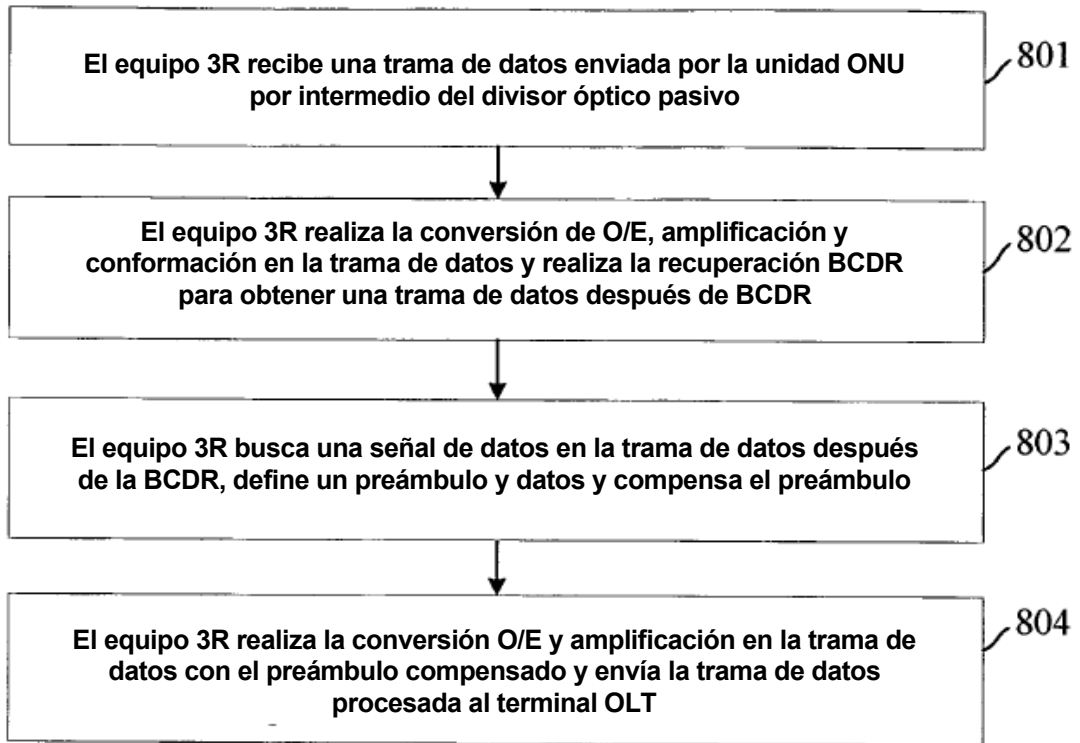 El equipo 3R recibe una trama de datos enviada por la unidad ONU
por intermedio del divisor óptico pasivo
801
El equipo 3R realiza la conversión de O/E, amplificación y
conformación en la trama de datos y realiza la recuperación BCDR
para obtener una trama de datos después de BCDR
802
El equipo 3R busca una señal de datos en la trama de datos después
de la BCDR, define un preámbulo y datos y compensa el preámbulo
803
El equipo 3R realiza la conversión O/E y amplificación en la trama de
datos con el preámbulo compensado y envía la trama de datos
procesada al terminal OLT
804